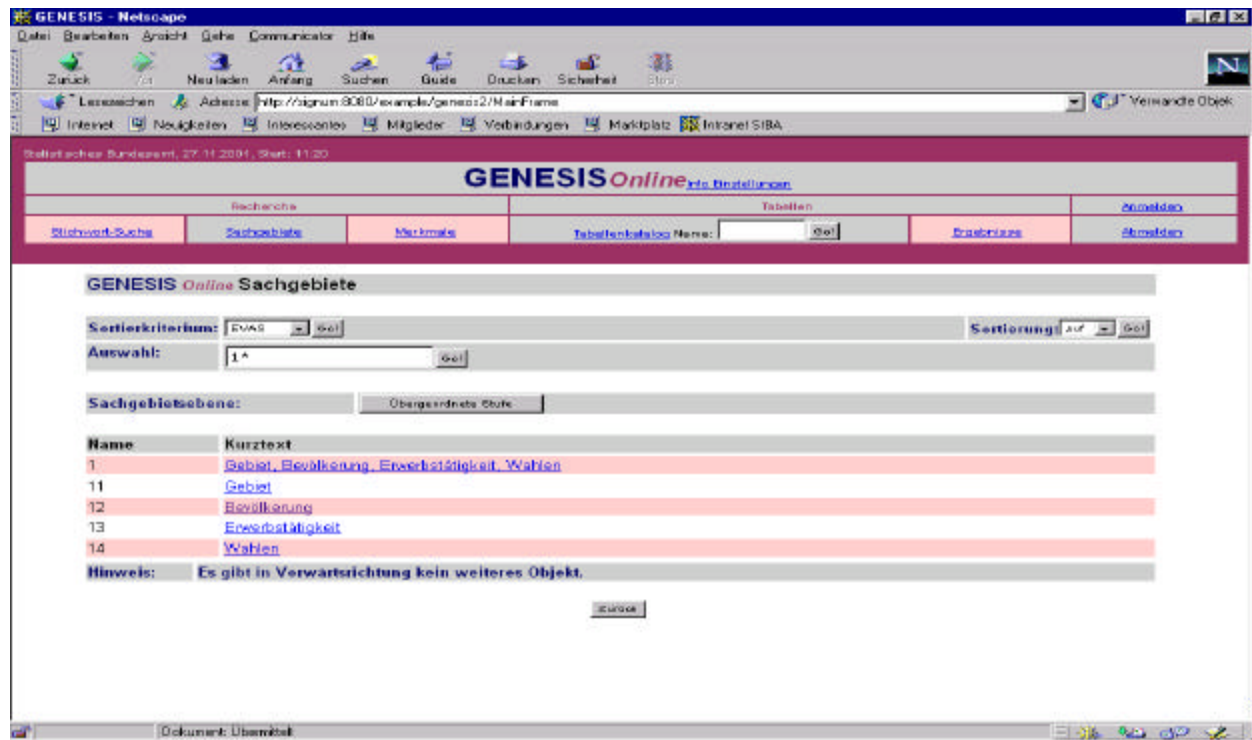 GENESIS - Netscape
Datei Bearbeiten Ansicht Gehe Communicator Hilfe
Zurück Vor Neu laden Anfang Suchen Guide Drucken Sicherheit Stop
Lesezeichen Adresse http://signum:8080/example/genesis2/MainFrame Verwandte Objek
Internet Neuigkeiten Interessantes Mitglieder Verbindungen Marktplatz Intranet StBA
Statistisches Bundesamt, 27.11.2001, Start: 11:20
GENESIS Online Info Einstellungen
Recherche Tabellen Anmelden
Stichwort-Suche Sachgebiete Merkmale Tabellenkatalog Name: Go! Ergebnisse Abmelden
GENESIS Online Sachgebiete
Sortierkriterium: EVAS Go! Sortierung: auf Go!
Auswahl: 1* Go!
Sachgebietsebene: Übergeordnete Stufe
Name Kurztext
1 Gebiet, Bevölkerung, Erwerbstätigkeit, Wahlen
11 Gebiet
12 Bevölkerung
13 Erwerbstätigkeit
14 Wahlen
Hinweis: Es gibt in Vorwärtsrichtung kein weiteres Objekt.
Zurück
Dokument: Übermittelt